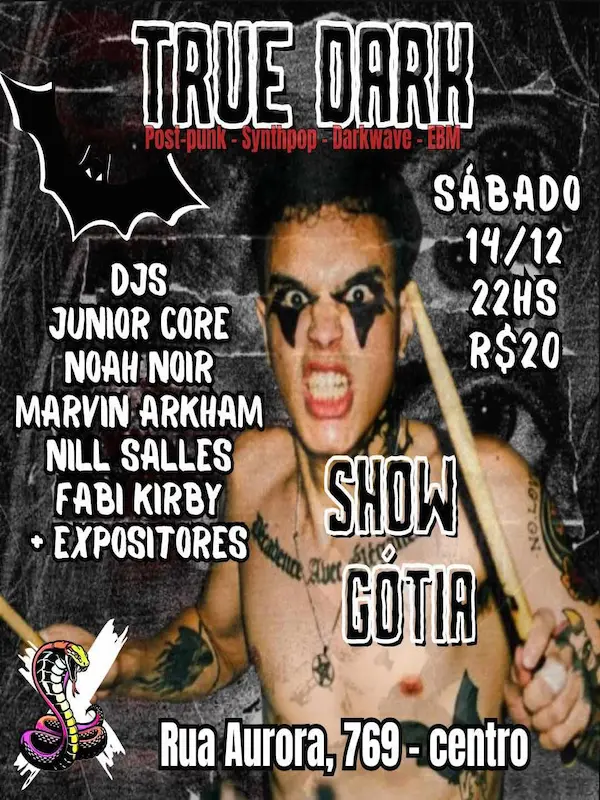 TRUE DARK
Post-punk - Synthpop - Darkwave - EBM
SÁBADO
14/12
22HS
R$20
DJS
JUNIOR CORE
NOAH NOIR
MARVIN ARKHAM
NILL SALLES
FABI KIRBY
+ EXPOSITORES
SHOW
GÓTIA
Rua Aurora, 769 - centro